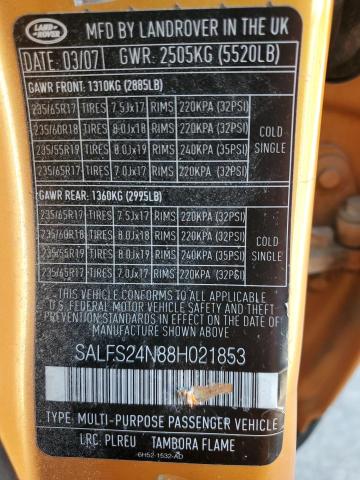 LAND-ROVER
MFD BY LANDROVER IN THE UK
DATE: 03/07 GWR: 2505KG (5520LB)
GAWR FRONT: 1310KG (2885LB)
235/65R17 TIRES 7.5Jx17 RIMS 220KPA (32PSI)
235/60R18 TIRES 8.0Jx18 RIMS 220KPA (32PSI) COLD
235/55R19 TIRES 8.0Jx19 RIMS 240KPA (35PSI) SINGLE
235/65R17 TIRES 7.0Jx17 RIMS 220KPA (32PSI)
GAWR REAR: 1360KG (2995LB)
235/65R17 TIRES 7.5Jx17 RIMS 220KPA (32PSI)
235/60R18 TIRES 8.0Jx18 RIMS 220KPA (32PSI) COLD
235/55R19 TIRES 8.0Jx19 RIMS 240KPA (35PSI) SINGLE
235/65R17 TIRES 7.0Jx17 RIMS 220KPA (32PSI)
THIS VEHICLE CONFORMS TO ALL APPLICABLE
U.S. FEDERAL MOTOR VEHICLE SAFETY AND THEFT
PREVENTION STANDARDS IN EFFECT ON THE DATE OF
MANUFACTURE SHOWN ABOVE
SALFS24N88H021853
TYPE: MULTI-PURPOSE PASSENGER VEHICLE
LRC: PLREU TAMBORA FLAME
6H52-1532-AD